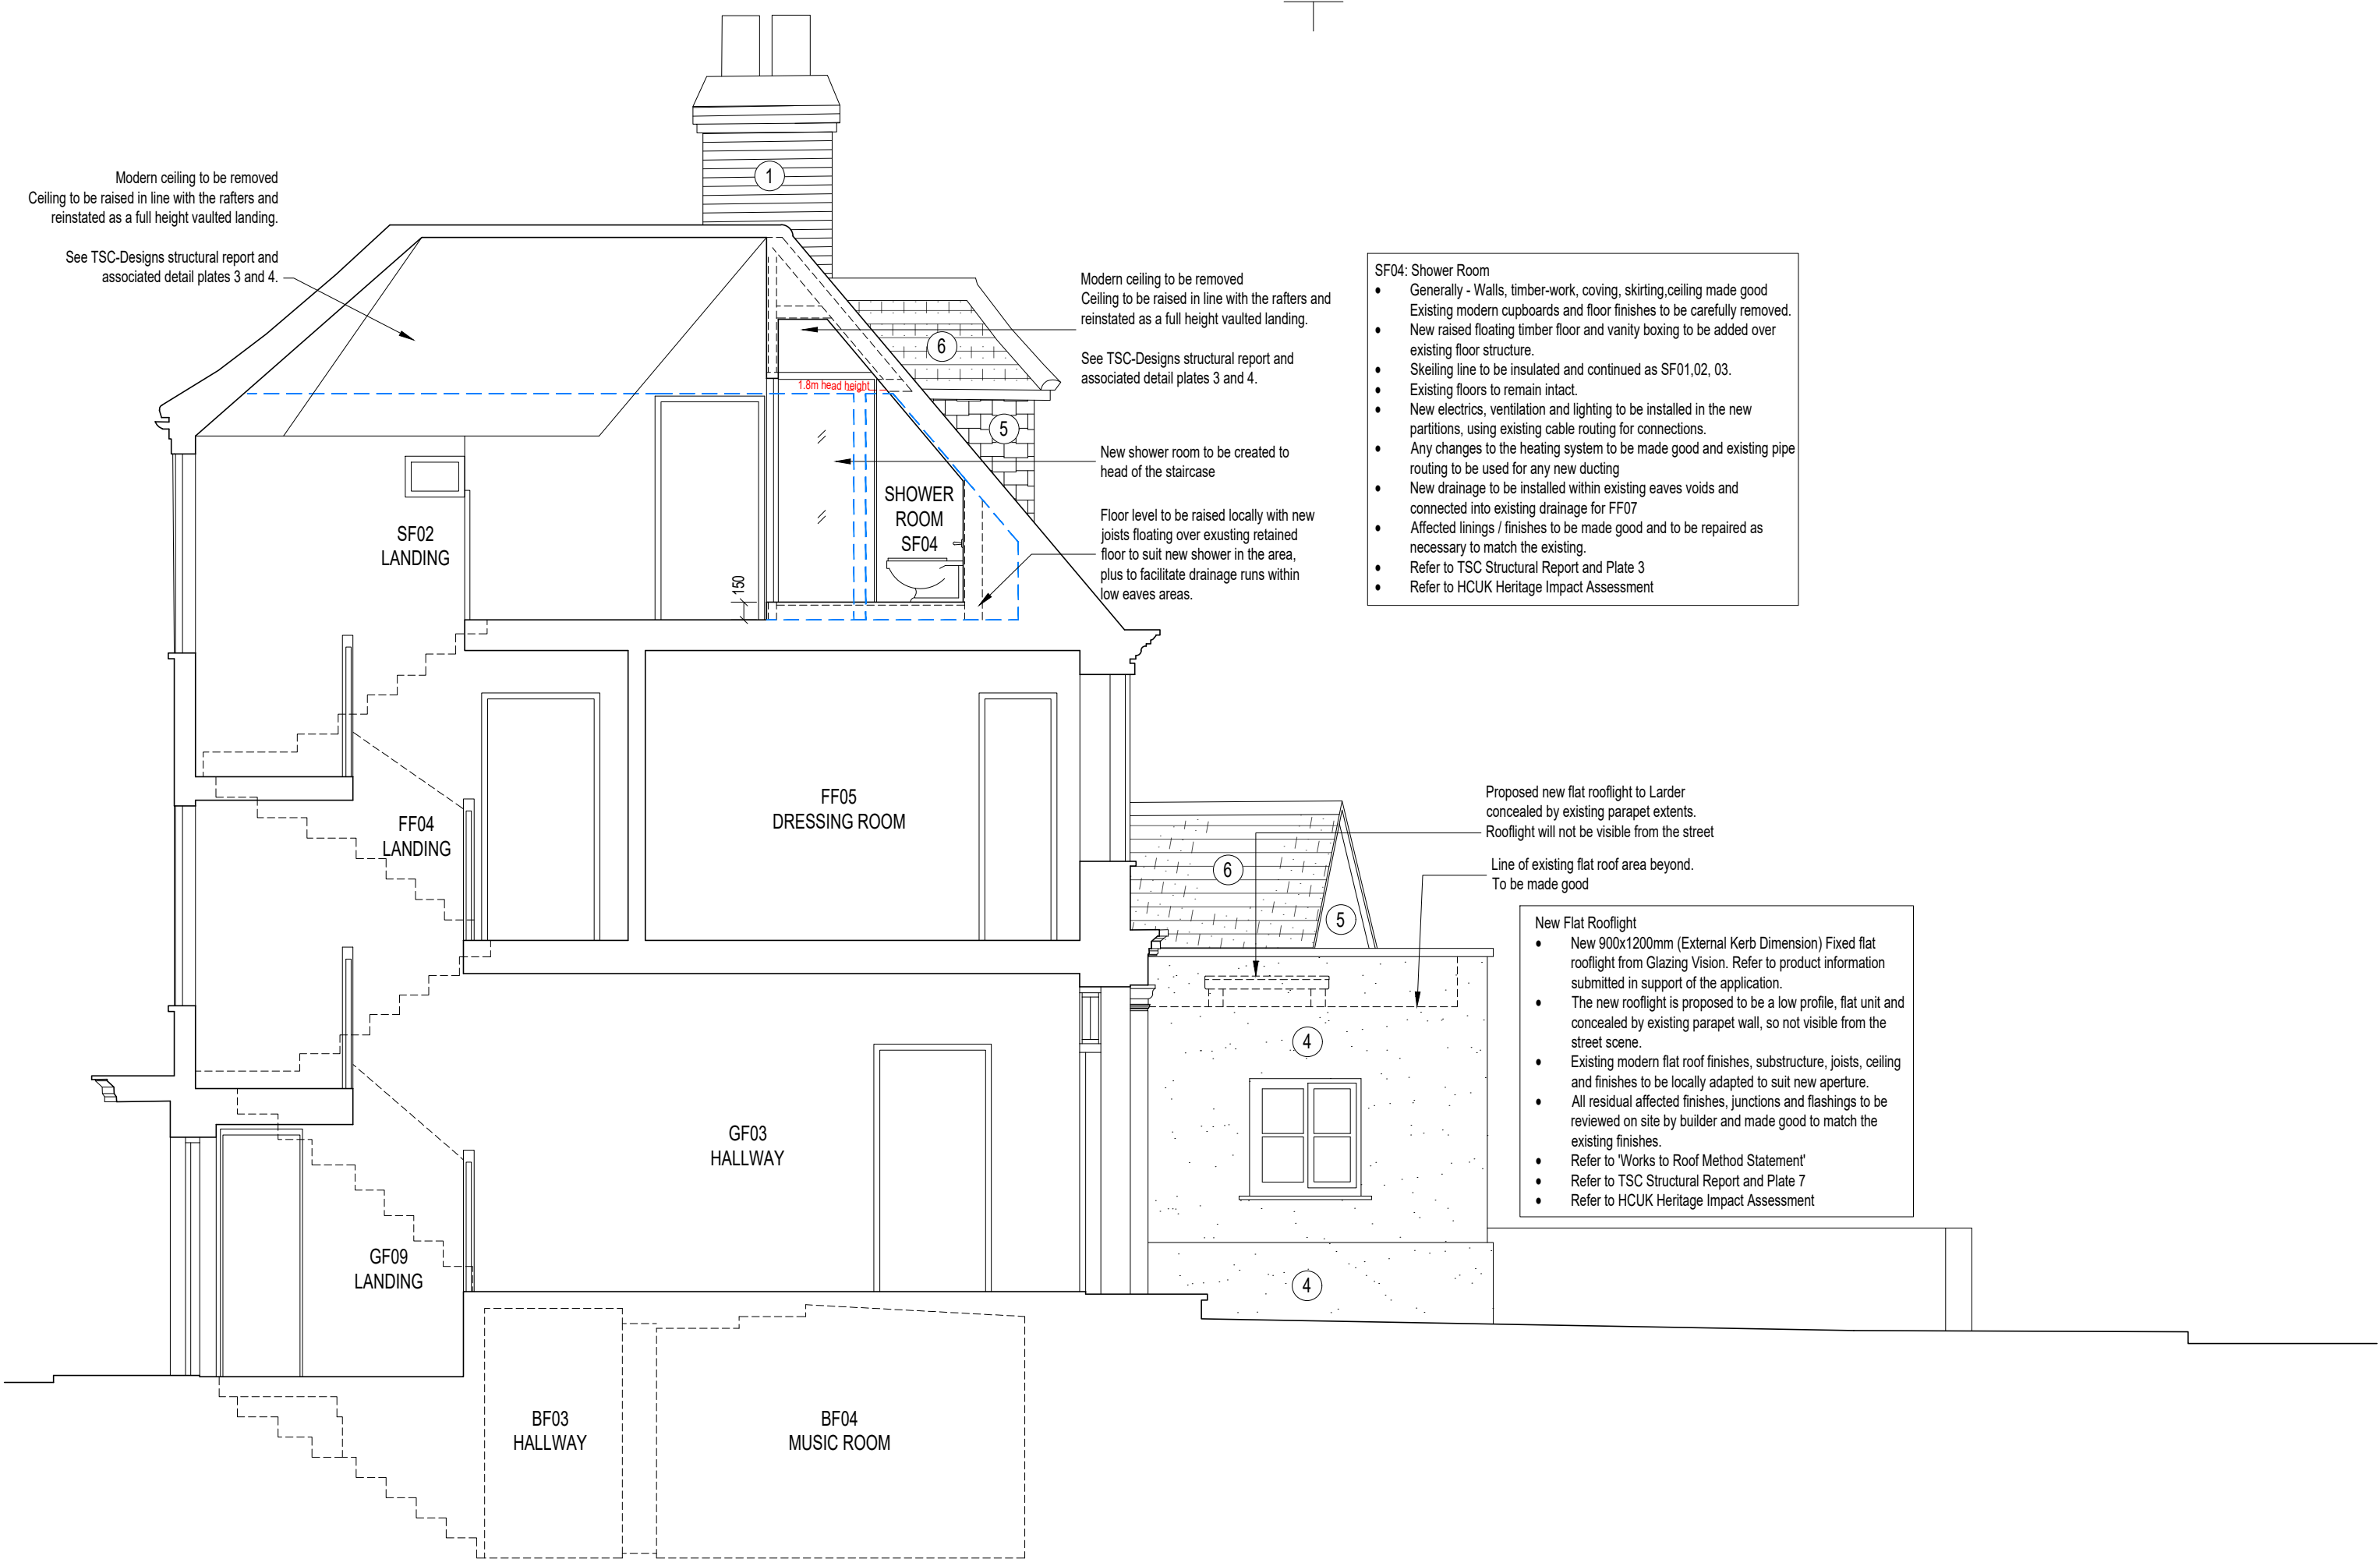 1
Modern ceiling to be removed
Ceiling to be raised in line with the rafters and
reinstated as a full height vaulted landing.
See TSC-Designs structural report and
associated detail plates 3 and 4.
Modern ceiling to be removed
Ceiling to be raised in line with the rafters and
reinstated as a full height vaulted landing.
See TSC-Designs structural report and
associated detail plates 3 and 4.
6
5
1.8m head height
New shower room to be created to
head of the staircase
Floor level to be raised locally with new
joists floating over exusting retained
floor to suit new shower in the area,
plus to facilitate drainage runs within
low eaves areas.
SF04: Shower Room
• Generally - Walls, timber-work, coving, skirting,ceiling made good
Existing modern cupboards and floor finishes to be carefully removed.
• New raised floating timber floor and vanity boxing to be added over
existing floor structure.
• Skeiling line to be insulated and continued as SF01,02, 03.
• Existing floors to remain intact.
• New electrics, ventilation and lighting to be installed in the new
partitions, using existing cable routing for connections.
• Any changes to the heating system to be made good and existing pipe
routing to be used for any new ducting
• New drainage to be installed within existing eaves voids and
connected into existing drainage for FF07
• Affected linings / finishes to be made good and to be repaired as
necessary to match the existing.
• Refer to TSC Structural Report and Plate 3
• Refer to HCUK Heritage Impact Assessment
SHOWER
ROOM
SF04
SF02
LANDING
150
FF05
DRESSING ROOM
FF04
LANDING
Proposed new flat rooflight to Larder
concealed by existing parapet extents.
Rooflight will not be visible from the street
Line of existing flat roof area beyond.
To be made good
6
5
New Flat Rooflight
• New 900x1200mm (External Kerb Dimension) Fixed flat
rooflight from Glazing Vision. Refer to product information
submitted in support of the application.
• The new rooflight is proposed to be a low profile, flat unit and
concealed by existing parapet wall, so not visible from the
street scene.
• Existing modern flat roof finishes, substructure, joists, ceiling
and finishes to be locally adapted to suit new aperture.
• All residual affected finishes, junctions and flashings to be
reviewed on site by builder and made good to match the
existing finishes.
• Refer to 'Works to Roof Method Statement'
• Refer to TSC Structural Report and Plate 7
• Refer to HCUK Heritage Impact Assessment
4
GF03
HALLWAY
GF09
LANDING
4
BF03
HALLWAY
BF04
MUSIC ROOM